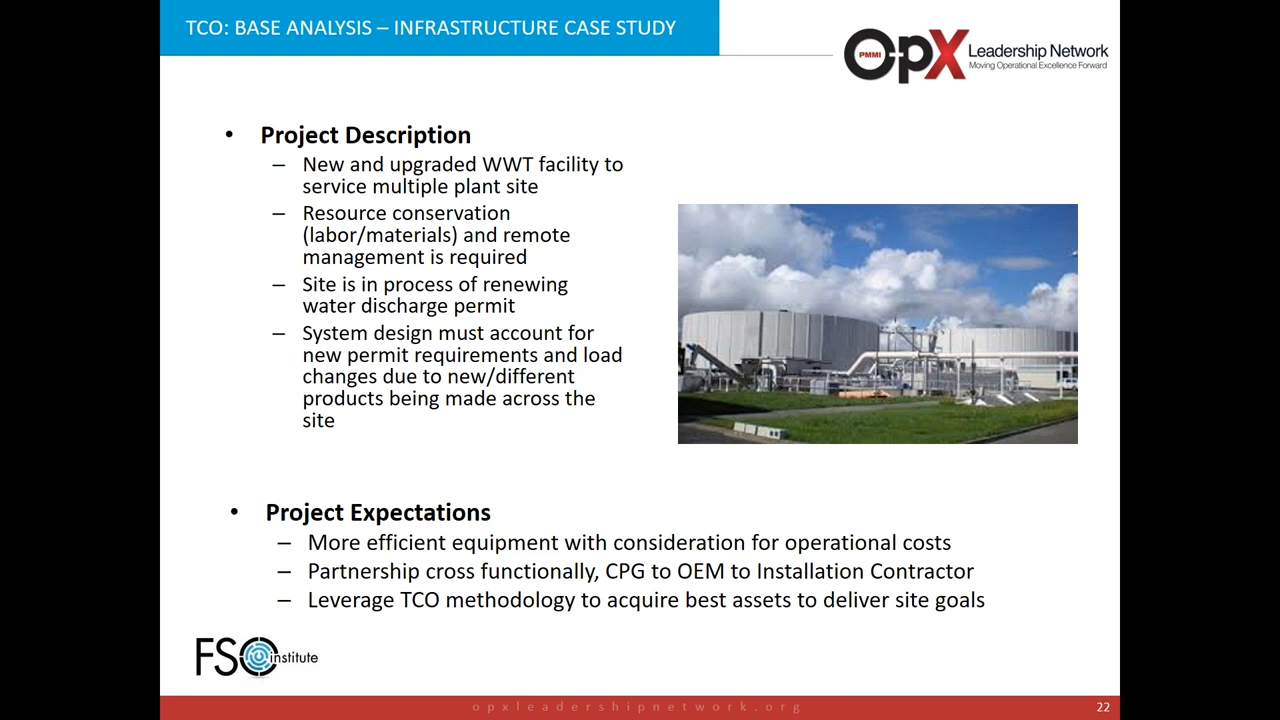 TCO: BASE ANALYSIS – INFRASTRUCTURE CASE STUDY
OpX
PMMI
Leadership Network
Moving Operational Excellence Forward
• Project Description
– New and upgraded WWT facility to
service multiple plant site
– Resource conservation
(labor/materials) and remote
management is required
– Site is in process of renewing
water discharge permit
– System design must account for
new permit requirements and load
changes due to new/different
products being made across the
site
• Project Expectations
– More efficient equipment with consideration for operational costs
– Partnership cross functionally, CPG to OEM to Installation Contractor
– Leverage TCO methodology to acquire best assets to deliver site goals
FSO institute
opxleadershipnetwork.org
22